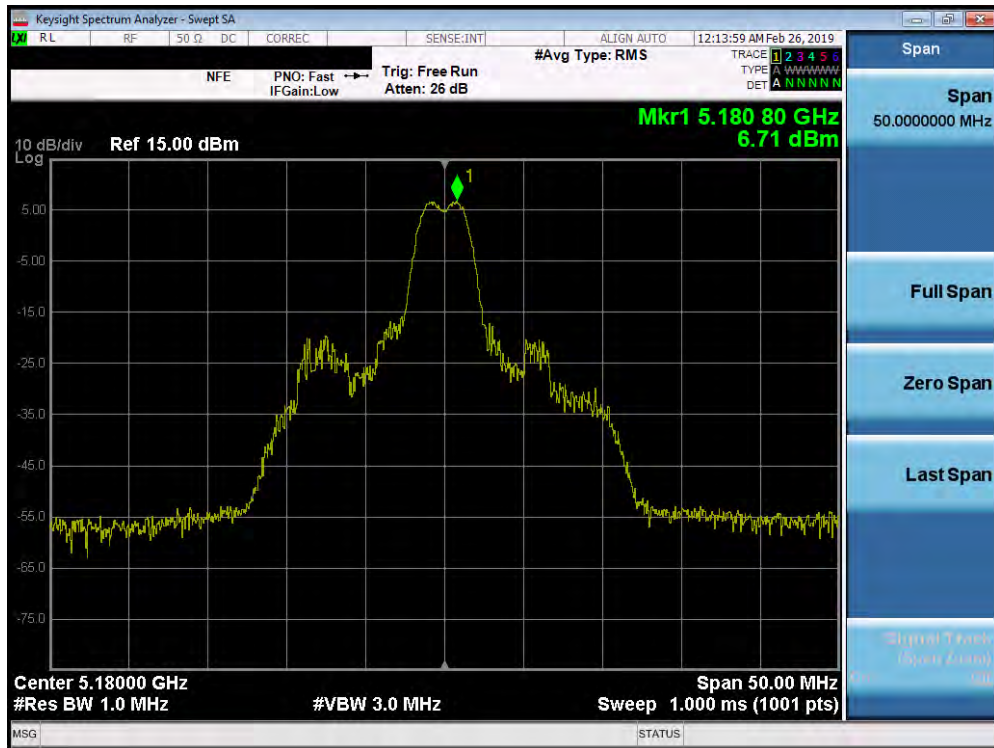 Keysight Spectrum Analyzer - Swept SA
LXI RL RF 50 Ω DC CORREC SENSE:INT ALIGN AUTO 12:13:59 AM Feb 26, 2019
#Avg Type: RMS TRACE 1 2 3 4 5 6
NFE PNO: Fast Trig: Free Run TYPE A WWWWW
IFGain:Low Atten: 26 dB DET A N N N N N
Mkr1 5.180 80 GHz
6.71 dBm
10 dB/div Ref 15.00 dBm
Log
1
5.00
-5.00
-15.0
-25.0
-35.0
-45.0
-55.0
-65.0
-75.0
Center 5.18000 GHz Span 50.00 MHz
#Res BW 1.0 MHz #VBW 3.0 MHz Sweep 1.000 ms (1001 pts)
MSG STATUS
Span
Span
50.0000000 MHz
Full Span
Zero Span
Last Span
Signal Track
(Span Zoom)